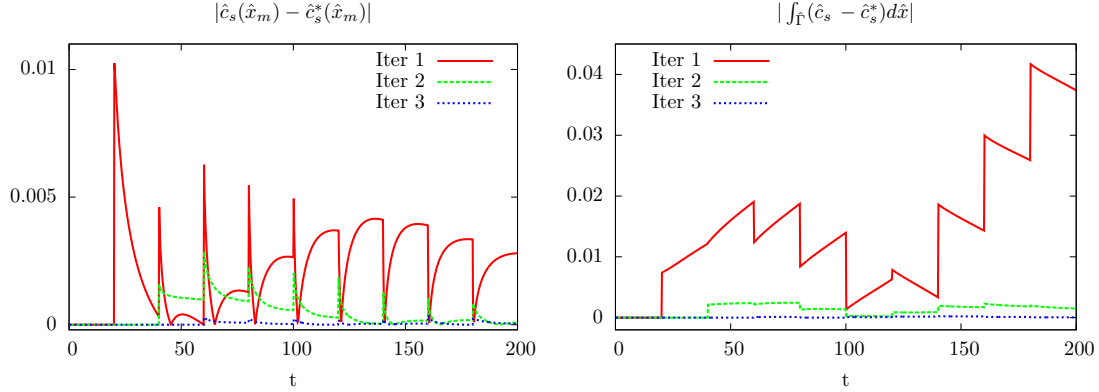 |ĉ_s(x̂_m) − ĉ_s^*(x̂_m)|
0.01
0.005
0
0
50
100
150
200
t
Iter 1
Iter 2
Iter 3
|∫_Γ̂(ĉ_s − ĉ_s^*)dx̂|
0.04
0.03
0.02
0.01
0
0
50
100
150
200
t
Iter 1
Iter 2
Iter 3